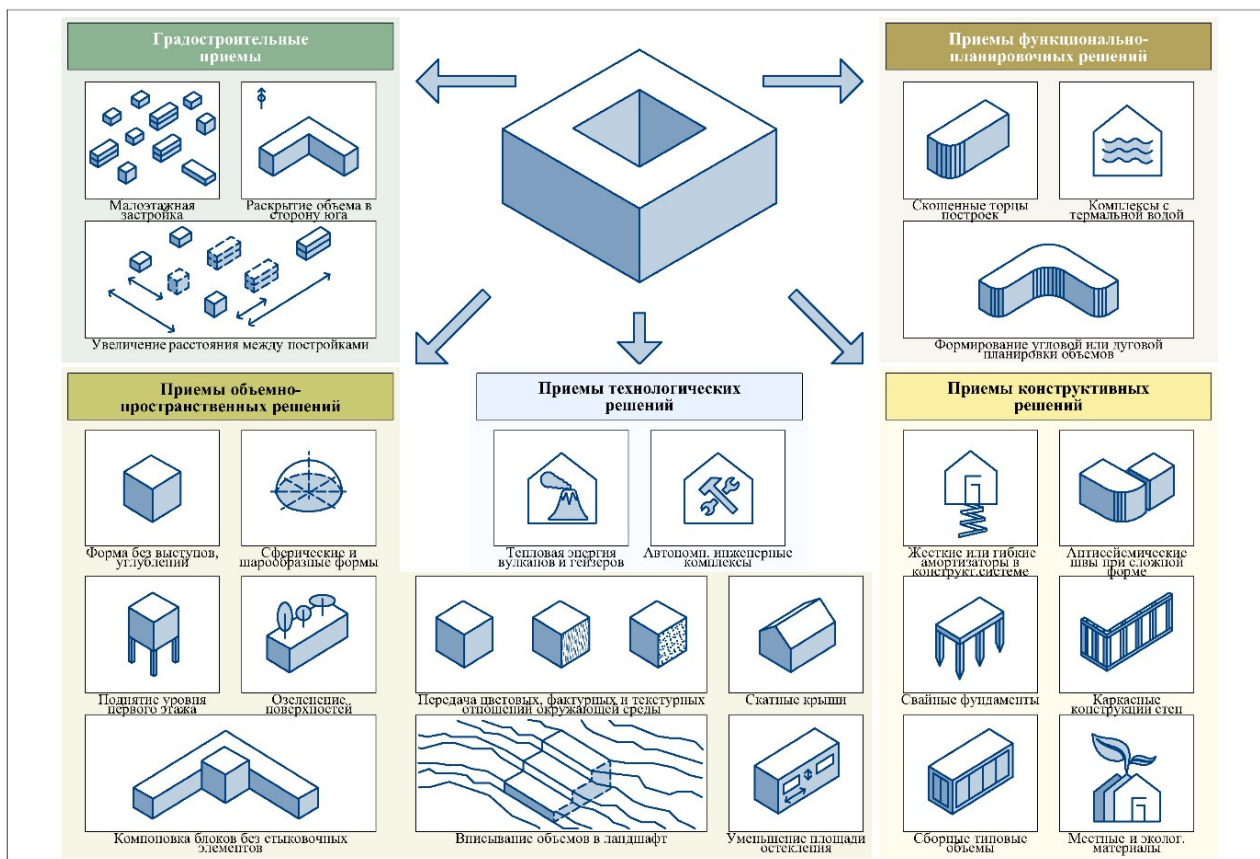 Градостроительные
приемы
Малоэтажная
застройка
Раскрытие объема в
сторону юга
Увеличение расстояния между постройками
Приемы функционально-
планировочных решений
Скошенные торцы
построек
Комплексы с
термальной водой
Формирование угловой или дуговой
планировки объемов
Приемы объемно-
пространственных решений
Форма без выступов,
углублений
Сферические и
шарообразные формы
Поднятие уровня
первого этажа
Озеленение
поверхностей
Компоновка блоков без стыковочных
элементов
Приемы технологических
решений
Тепловая энергия
вулканов и гейзеров
Автономн. инженерные
комплексы
Передача цветовых, фактурных и текстурных
отношений окружающей среды
Скатные крыши
Вписывание объемов в ландшафт
Уменьшение площади
остекления
Приемы конструктивных
решений
Жесткие или гибкие
амортизаторы в
конструкт.системе
Антисейсмические
швы при сложной
форме
Свайные фундаменты
Каркасные
конструкции стен
Сборные типовые
объемы
Местные и эколог.
материалы